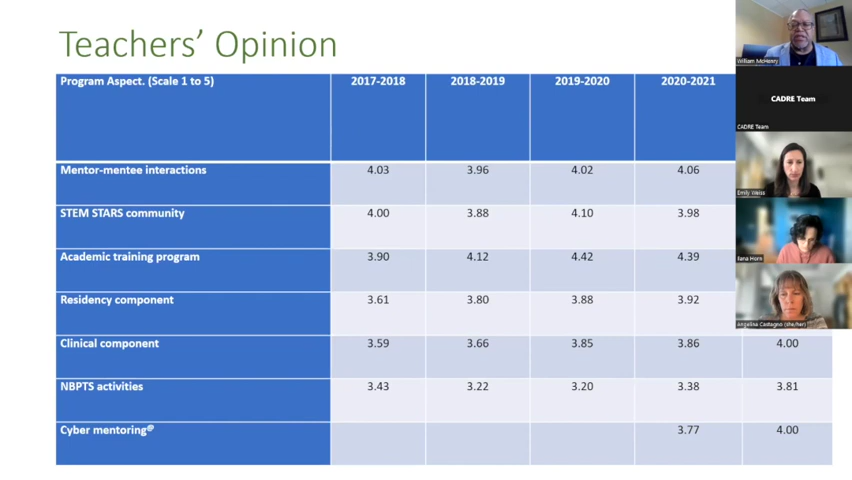 Teachers' Opinion
Program Aspect. (Scale 1 to 5) 2017-2018 2018-2019 2019-2020 2020-2021
Mentor-mentee interactions 4.03 3.96 4.02 4.06
STEM STARS community 4.00 3.88 4.10 3.98
Academic training program 3.90 4.12 4.42 4.39
Residency component 3.61 3.80 3.88 3.92
Clinical component 3.59 3.66 3.85 3.86 4.00
NBPTS activities 3.43 3.22 3.20 3.38 3.81
Cyber mentoring@ 3.77 4.00
William McHenry
CADRE Team
CADRE Team
Emily Weiss
Ilana Horn
Angelina Castagno (she/her)